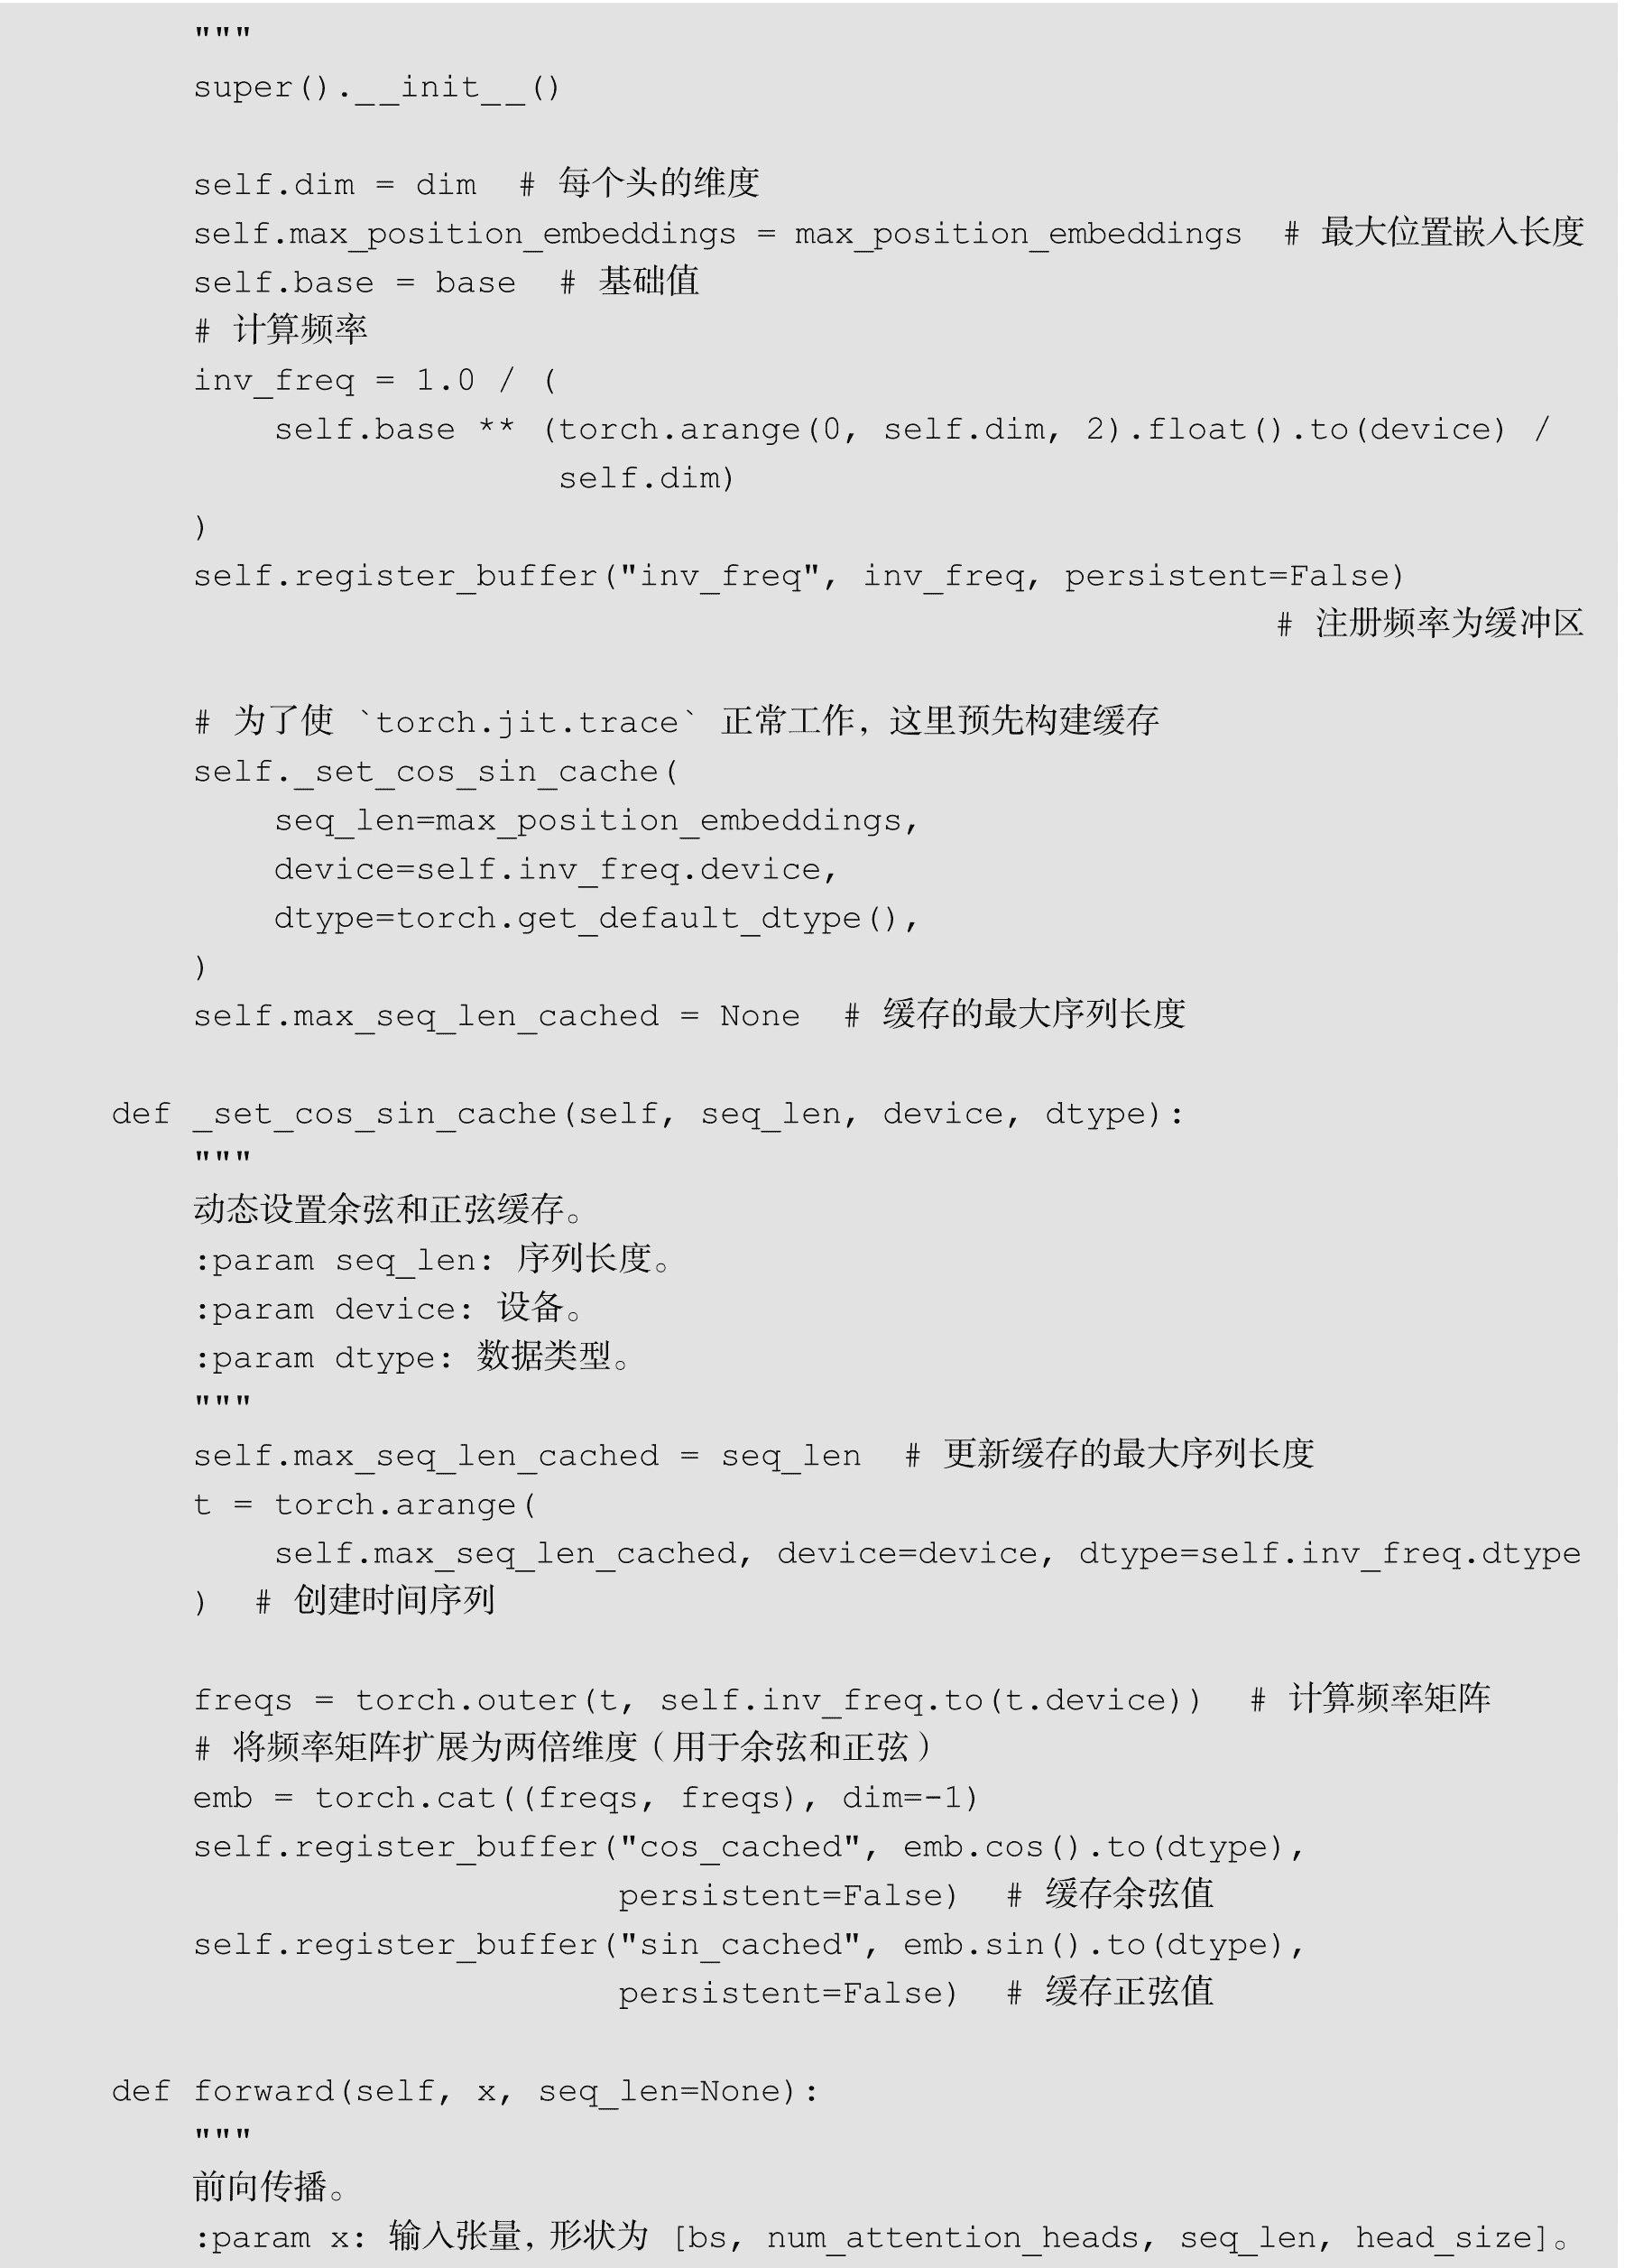 """
        super().__init__()

        self.dim = dim  # 每个头的维度
        self.max_position_embeddings = max_position_embeddings  # 最大位置嵌入长度
        self.base = base  # 基础值
        # 计算频率
        inv_freq = 1.0 / (
            self.base ** (torch.arange(0, self.dim, 2).float().to(device) /
                          self.dim)
        )
        self.register_buffer("inv_freq", inv_freq, persistent=False)
                                                             # 注册频率为缓冲区

        # 为了使 `torch.jit.trace` 正常工作，这里预先构建缓存
        self._set_cos_sin_cache(
            seq_len=max_position_embeddings,
            device=self.inv_freq.device,
            dtype=torch.get_default_dtype(),
        )
        self.max_seq_len_cached = None  # 缓存的最大序列长度

    def _set_cos_sin_cache(self, seq_len, device, dtype):
        """
        动态设置余弦和正弦缓存。
        :param seq_len: 序列长度。
        :param device: 设备。
        :param dtype: 数据类型。
        """
        self.max_seq_len_cached = seq_len  # 更新缓存的最大序列长度
        t = torch.arange(
            self.max_seq_len_cached, device=device, dtype=self.inv_freq.dtype
        )  # 创建时间序列

        freqs = torch.outer(t, self.inv_freq.to(t.device))  # 计算频率矩阵
        # 将频率矩阵扩展为两倍维度（用于余弦和正弦）
        emb = torch.cat((freqs, freqs), dim=-1)
        self.register_buffer("cos_cached", emb.cos().to(dtype),
                             persistent=False)  # 缓存余弦值
        self.register_buffer("sin_cached", emb.sin().to(dtype),
                             persistent=False)  # 缓存正弦值

    def forward(self, x, seq_len=None):
        """
        前向传播。
        :param x: 输入张量，形状为 [bs, num_attention_heads, seq_len, head_size]。